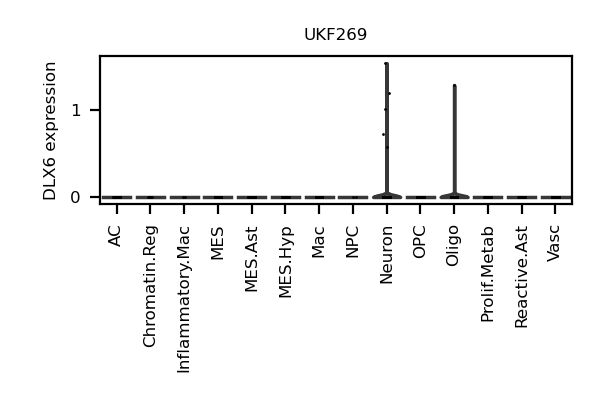 UKF269
DLX6 expression
1
0
AC
Chromatin.Reg
Inflammatory.Mac
MES
MES.Ast
MES.Hyp
Mac
NPC
Neuron
OPC
Oligo
Prolif.Metab
Reactive.Ast
Vasc